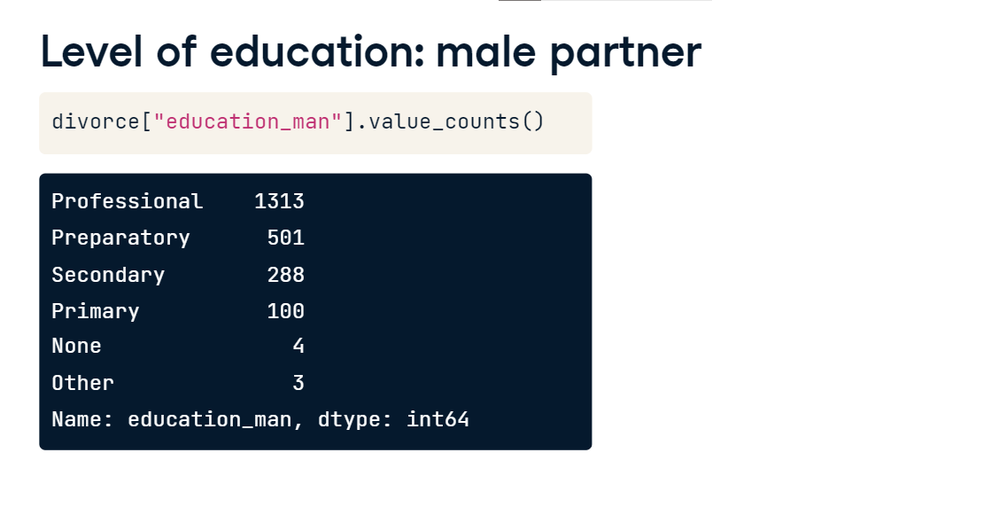 Level of education: male partner
divorce["education_man"].value_counts()
Professional    1313
Preparatory      501
Secondary        288
Primary          100
None               4
Other              3
Name: education_man, dtype: int64